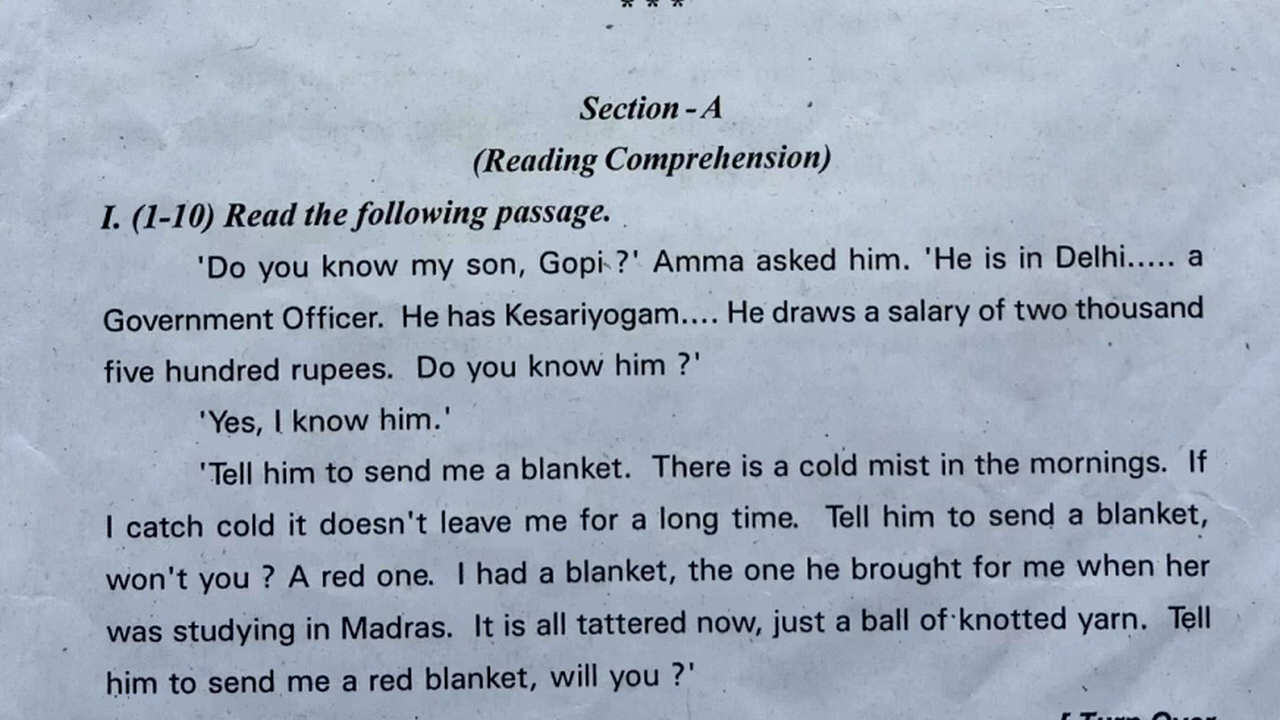 * * *
Section - A
(Reading Comprehension)
I. (1-10) Read the following passage.
'Do you know my son, Gopi ?' Amma asked him. 'He is in Delhi..... a
Government Officer. He has Kesariyogam.... He draws a salary of two thousand
five hundred rupees. Do you know him ?'
'Yes, I know him.'
'Tell him to send me a blanket. There is a cold mist in the mornings. If
I catch cold it doesn't leave me for a long time. Tell him to send a blanket,
won't you ? A red one. I had a blanket, the one he brought for me when her
was studying in Madras. It is all tattered now, just a ball of knotted yarn. Tell
him to send me a red blanket, will you ?'
[ Turn Over